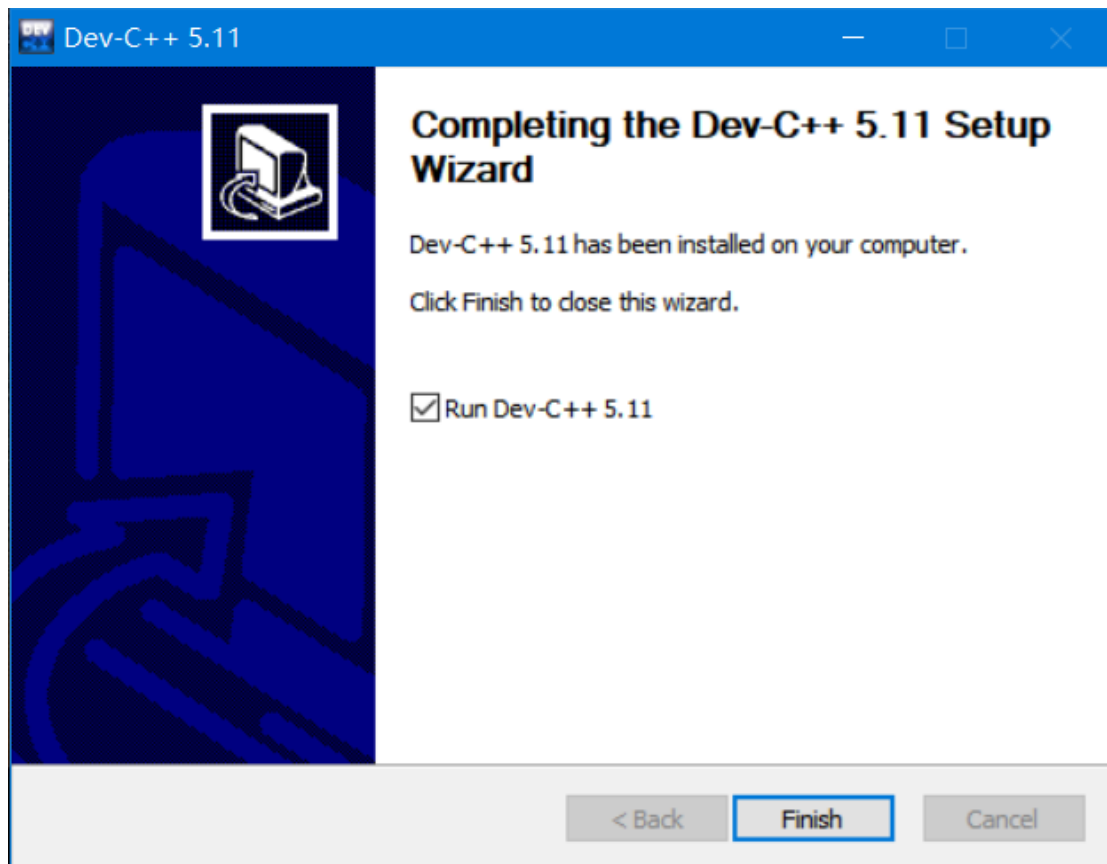 Dev-C++ 5.11
Completing the Dev-C++ 5.11 Setup
Wizard
Dev-C++ 5.11 has been installed on your computer.
Click Finish to close this wizard.
Run Dev-C++ 5.11
< Back
Finish
Cancel